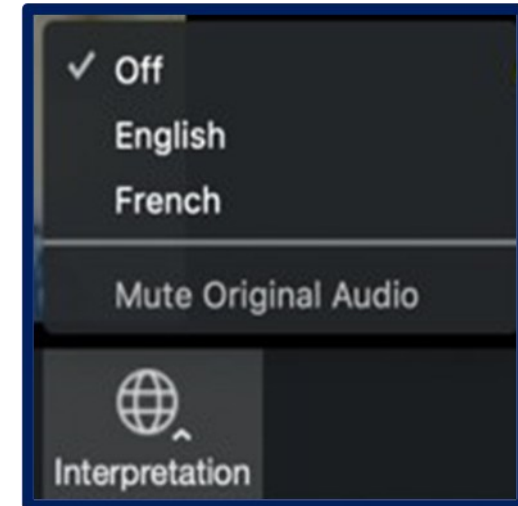 Off
English
French
Mute Original Audio
Interpretation